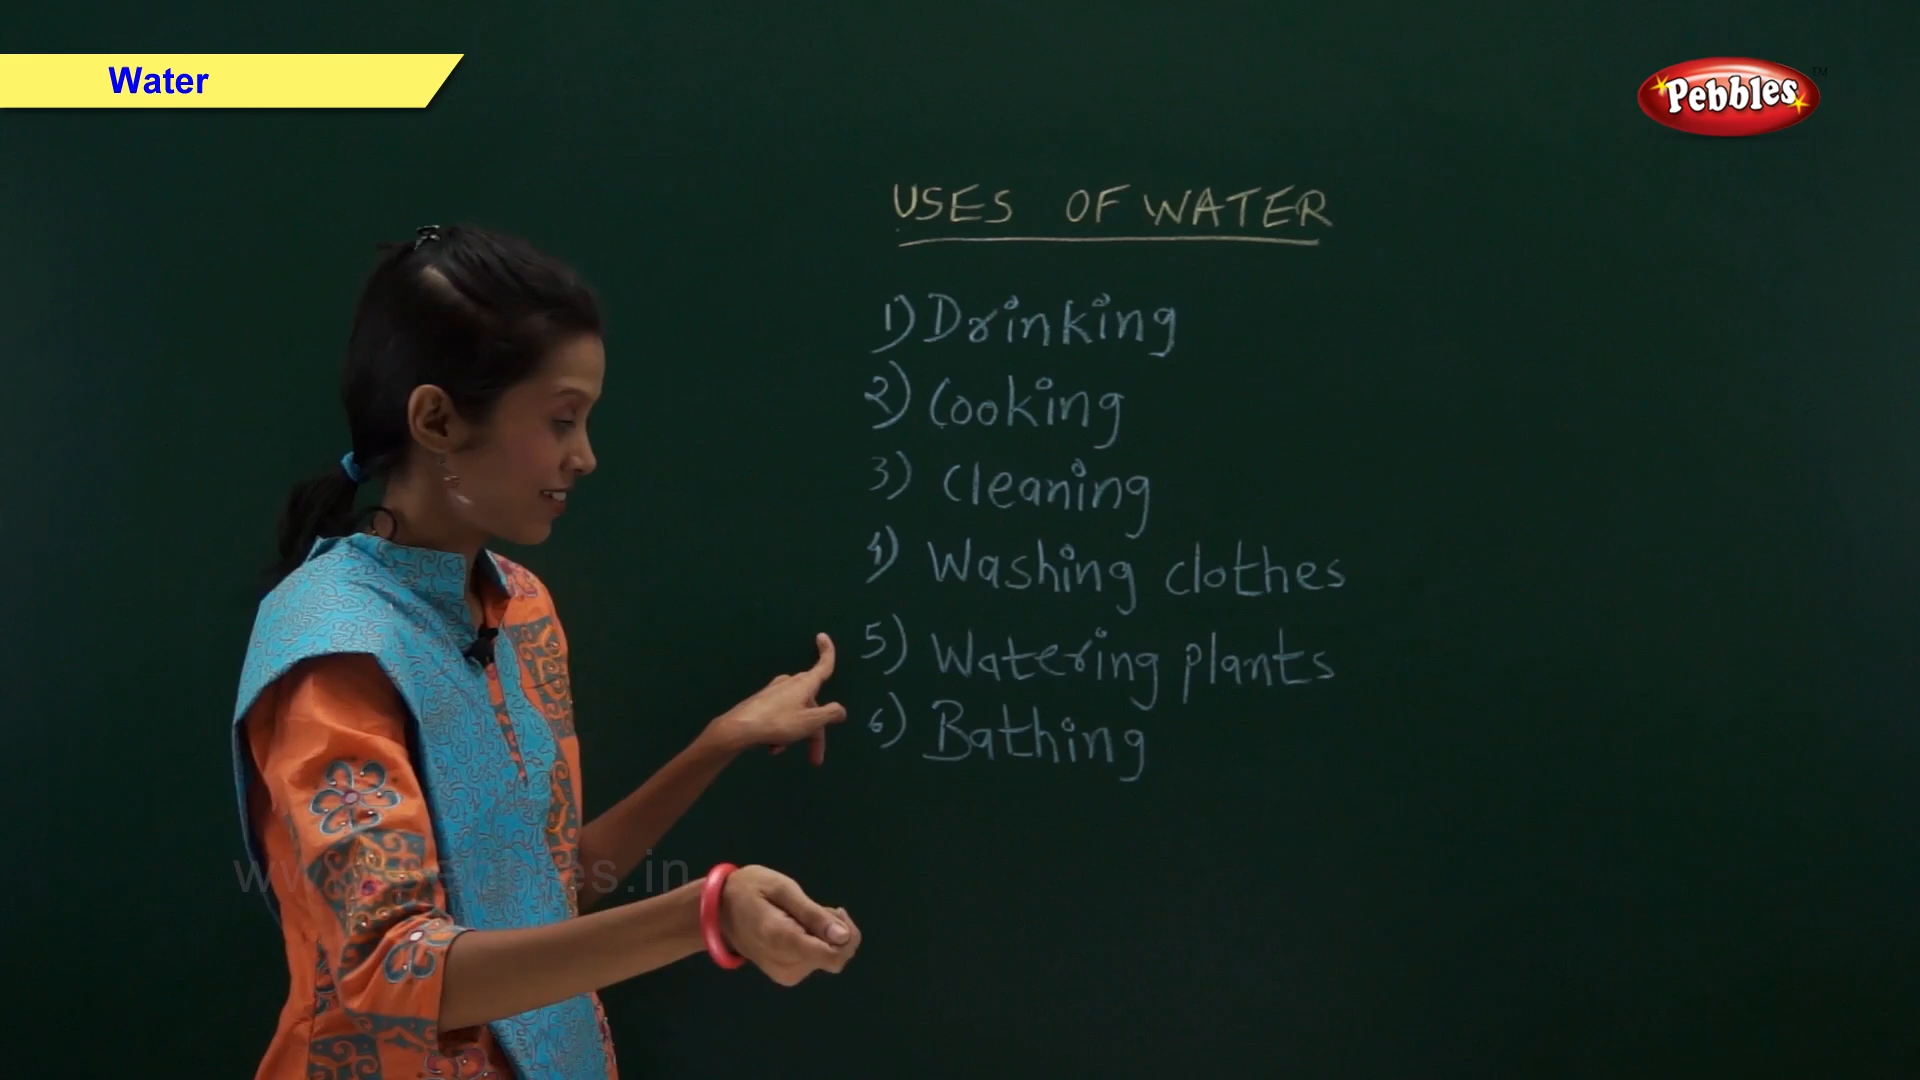 Water
Pebbles TM
USES OF WATER
1) Drinking
2) Cooking
3) Cleaning
4) Washing clothes
5) Watering plants
6) Bathing